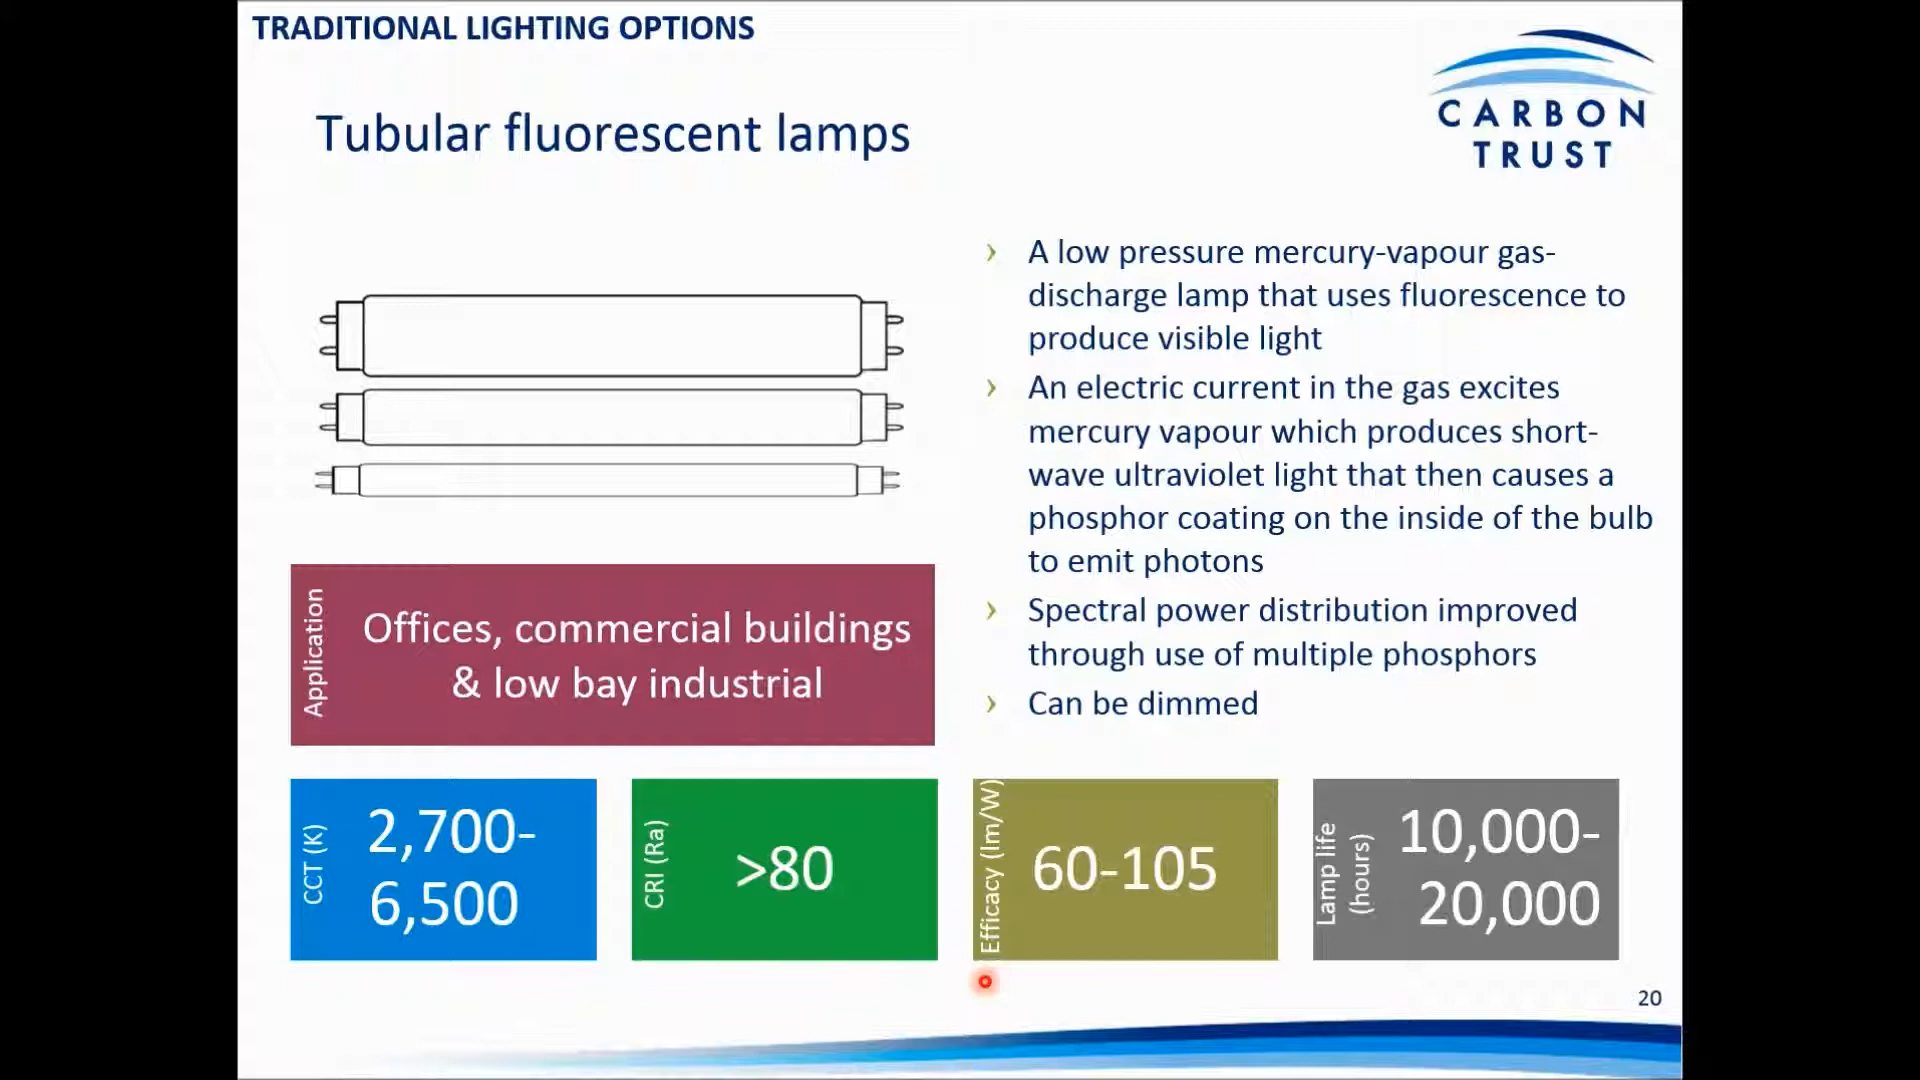 TRADITIONAL LIGHTING OPTIONS
CARBON
TRUST
Tubular fluorescent lamps
› A low pressure mercury-vapour gas-
discharge lamp that uses fluorescence to
produce visible light
› An electric current in the gas excites
mercury vapour which produces short-
wave ultraviolet light that then causes a
phosphor coating on the inside of the bulb
to emit photons
› Spectral power distribution improved
through use of multiple phosphors
› Can be dimmed
Application
Offices, commercial buildings
& low bay industrial
CCT (K)
2,700-
6,500
CRI (Ra)
>80
Efficacy (lm/W)
60-105
Lamp life
(hours)
10,000-
20,000
20